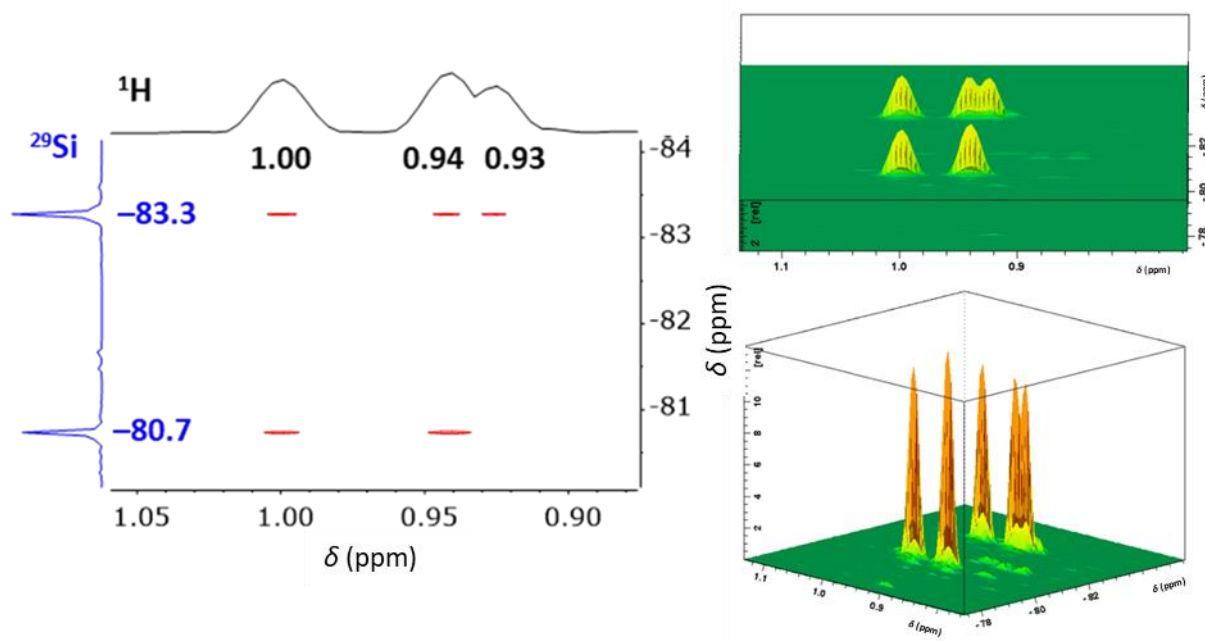 ¹H
²⁹Si
1.00 0.94 0.93
–83.3
–80.7
-84
-83
-82
-81
1.05 1.00 0.95 0.90
δ (ppm)
δ (ppm)
δ (ppm)
-82
-80
-78
2 [rel]
1.1 1.0 0.9 δ (ppm)
[rel]
10
8
6
4
2
1.1 1.0 0.9 δ (ppm)
-78 -80 -82 δ (ppm)